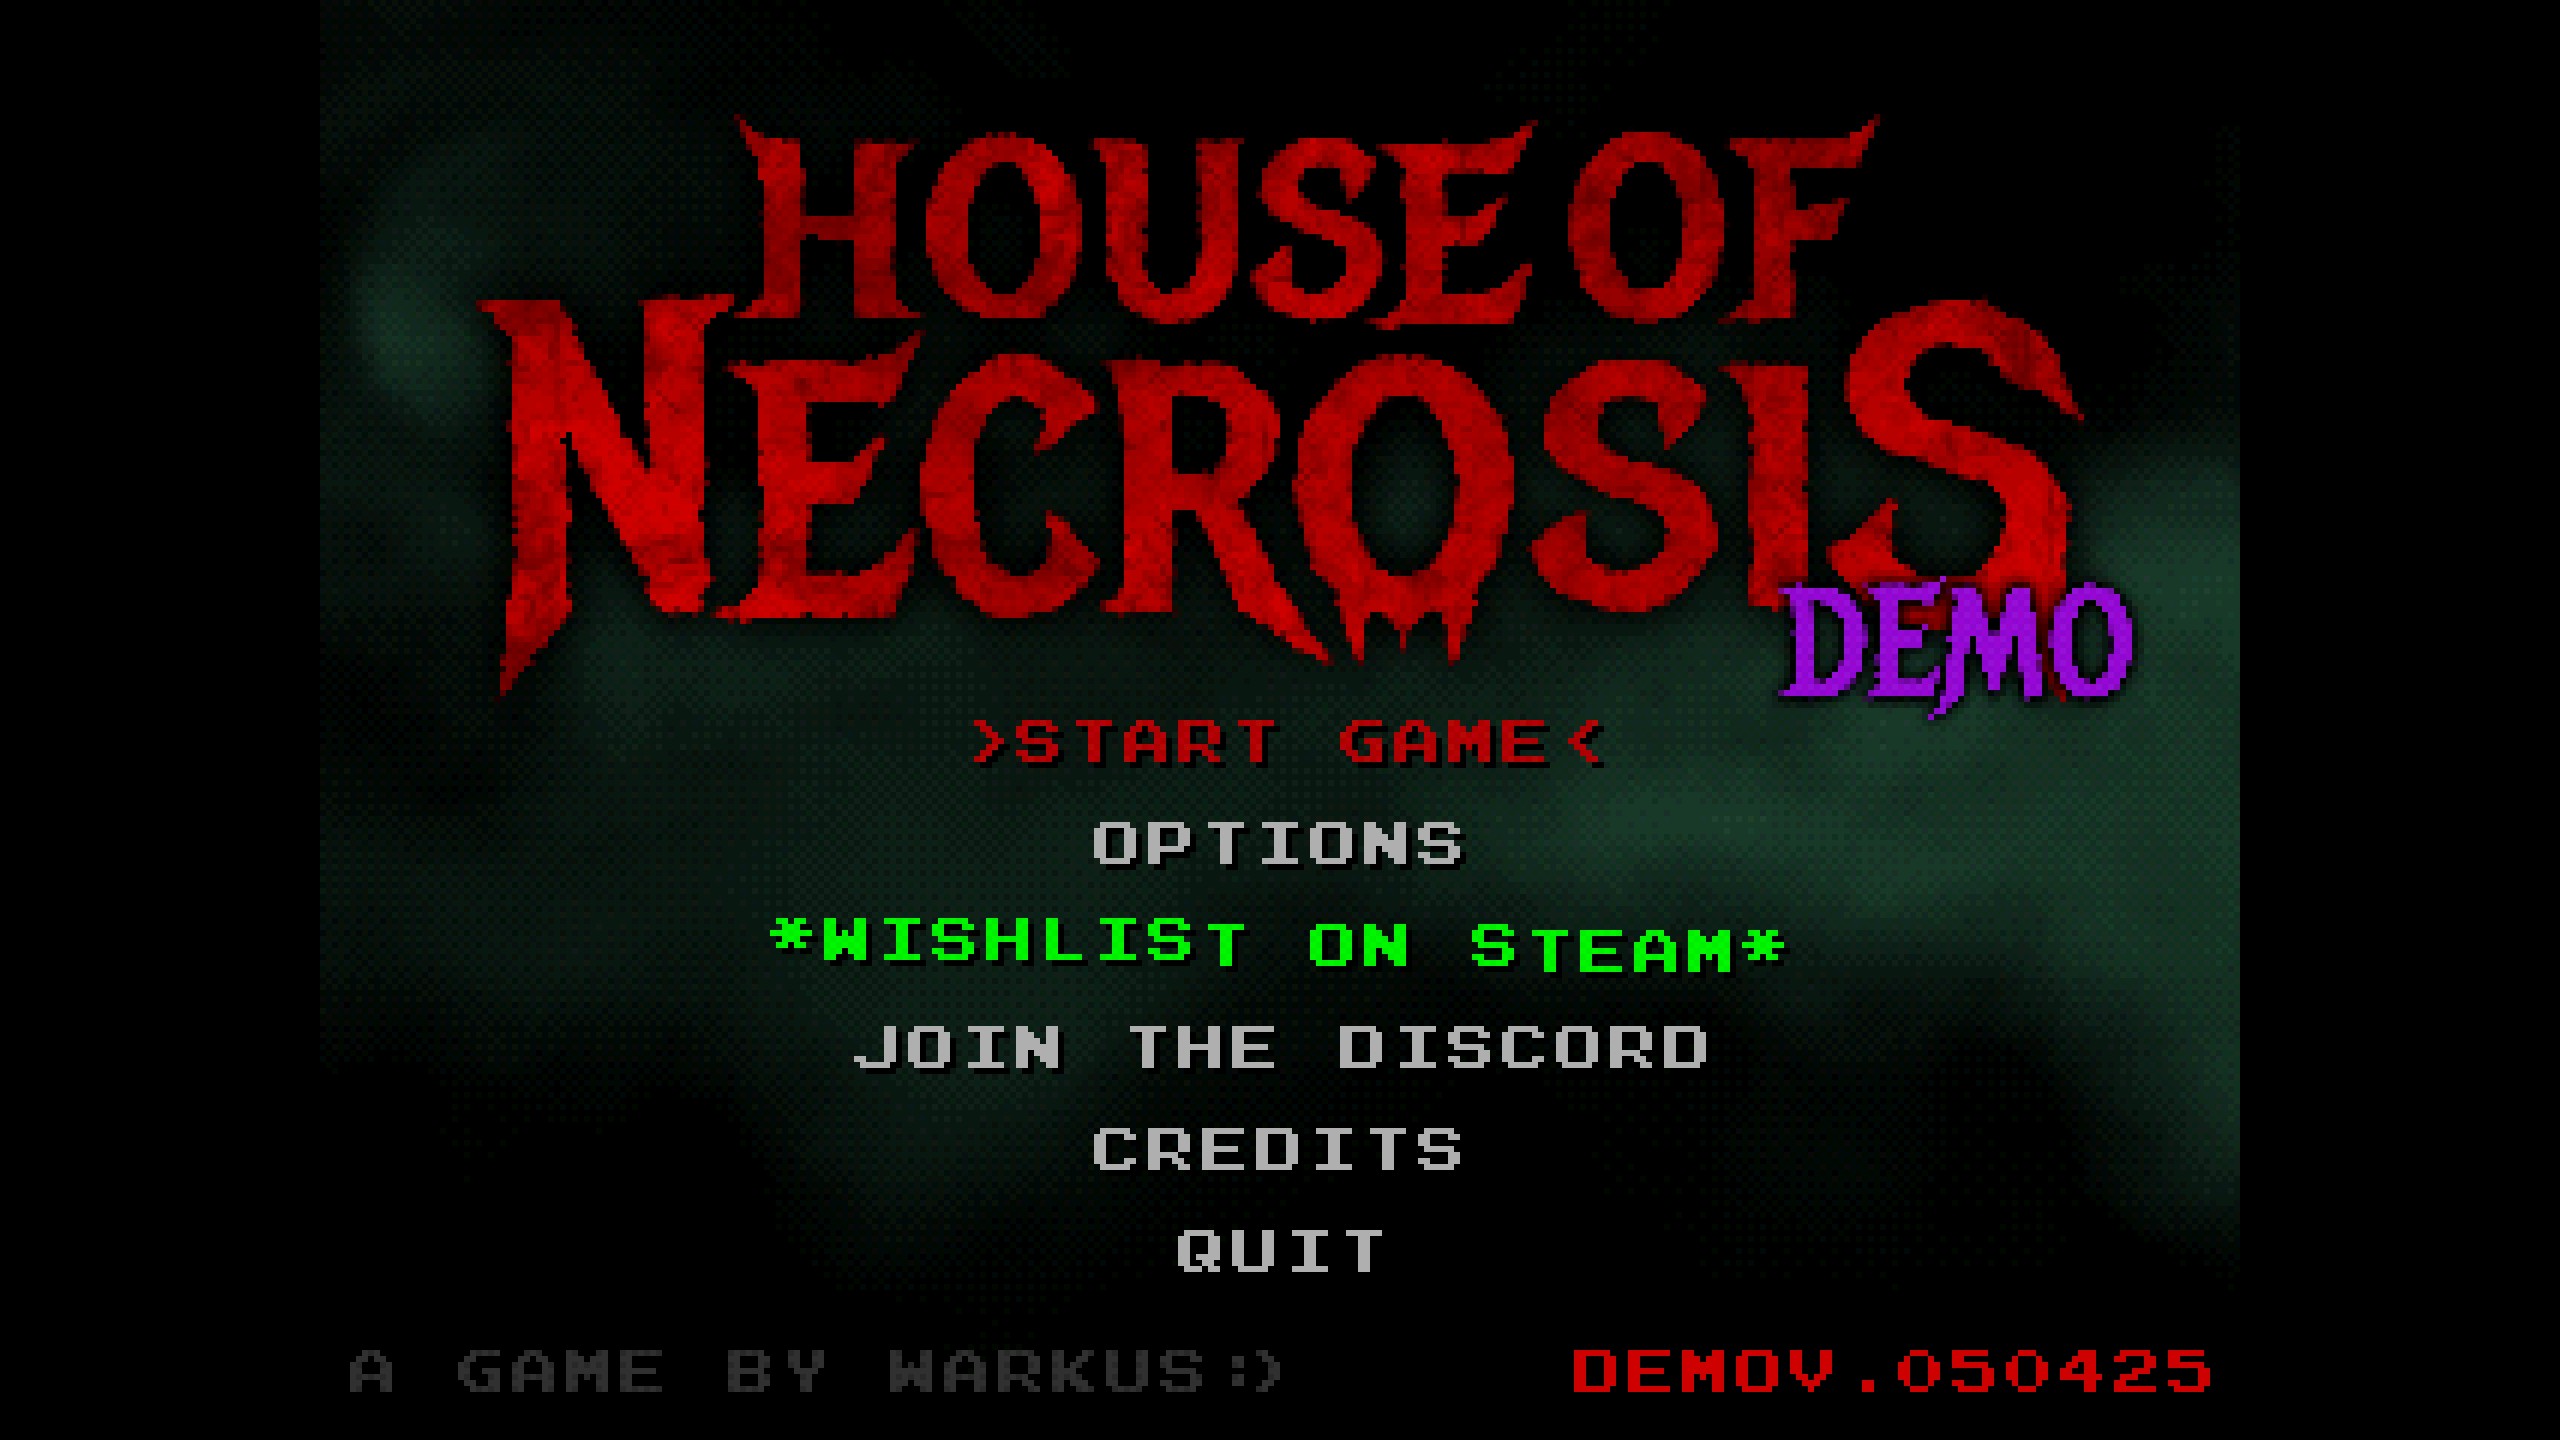 HOUSE OF
NECROSIS
DEMO
>START GAME<
OPTIONS
*WISHLIST ON STEAM*
JOIN THE DISCORD
CREDITS
QUIT
A GAME BY WARKUS:)
DEMOV.050425